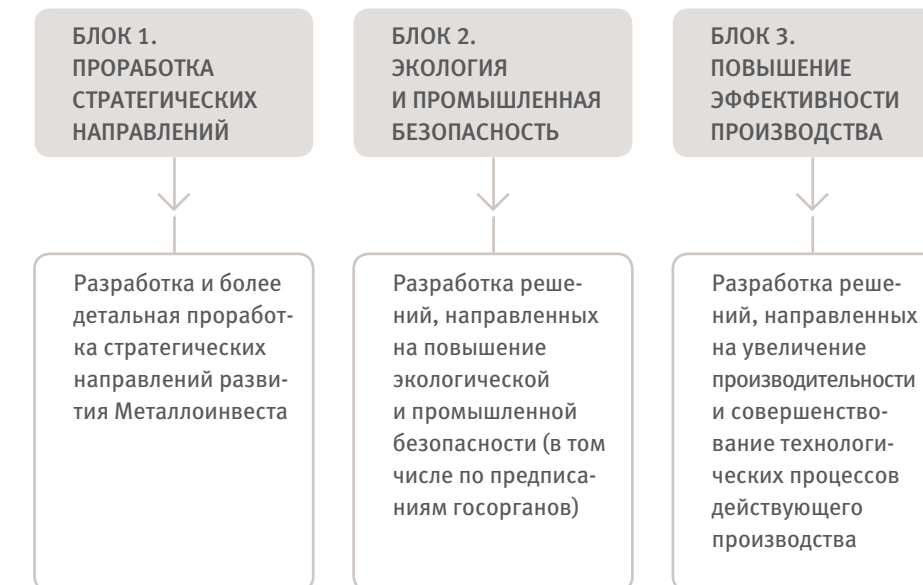 БЛОК 1.
ПРОРАБОТКА
СТРАТЕГИЧЕСКИХ
НАПРАВЛЕНИЙ
Разработка и более
детальная проработ-
ка стратегических
направлений разви-
тия Металлоинвеста
БЛОК 2.
ЭКОЛОГИЯ
И ПРОМЫШЛЕННАЯ
БЕЗОПАСНОСТЬ
Разработка реше-
ний, направленных
на повышение
экологической
и промышленной
безопасности (в том
числе по предписа-
ниям госорганов)
БЛОК 3.
ПОВЫШЕНИЕ
ЭФФЕКТИВНОСТИ
ПРОИЗВОДСТВА
Разработка реше-
ний, направленных
на увеличение
производительности
и совершенство-
вание технологи-
ческих процессов
действующего
производства